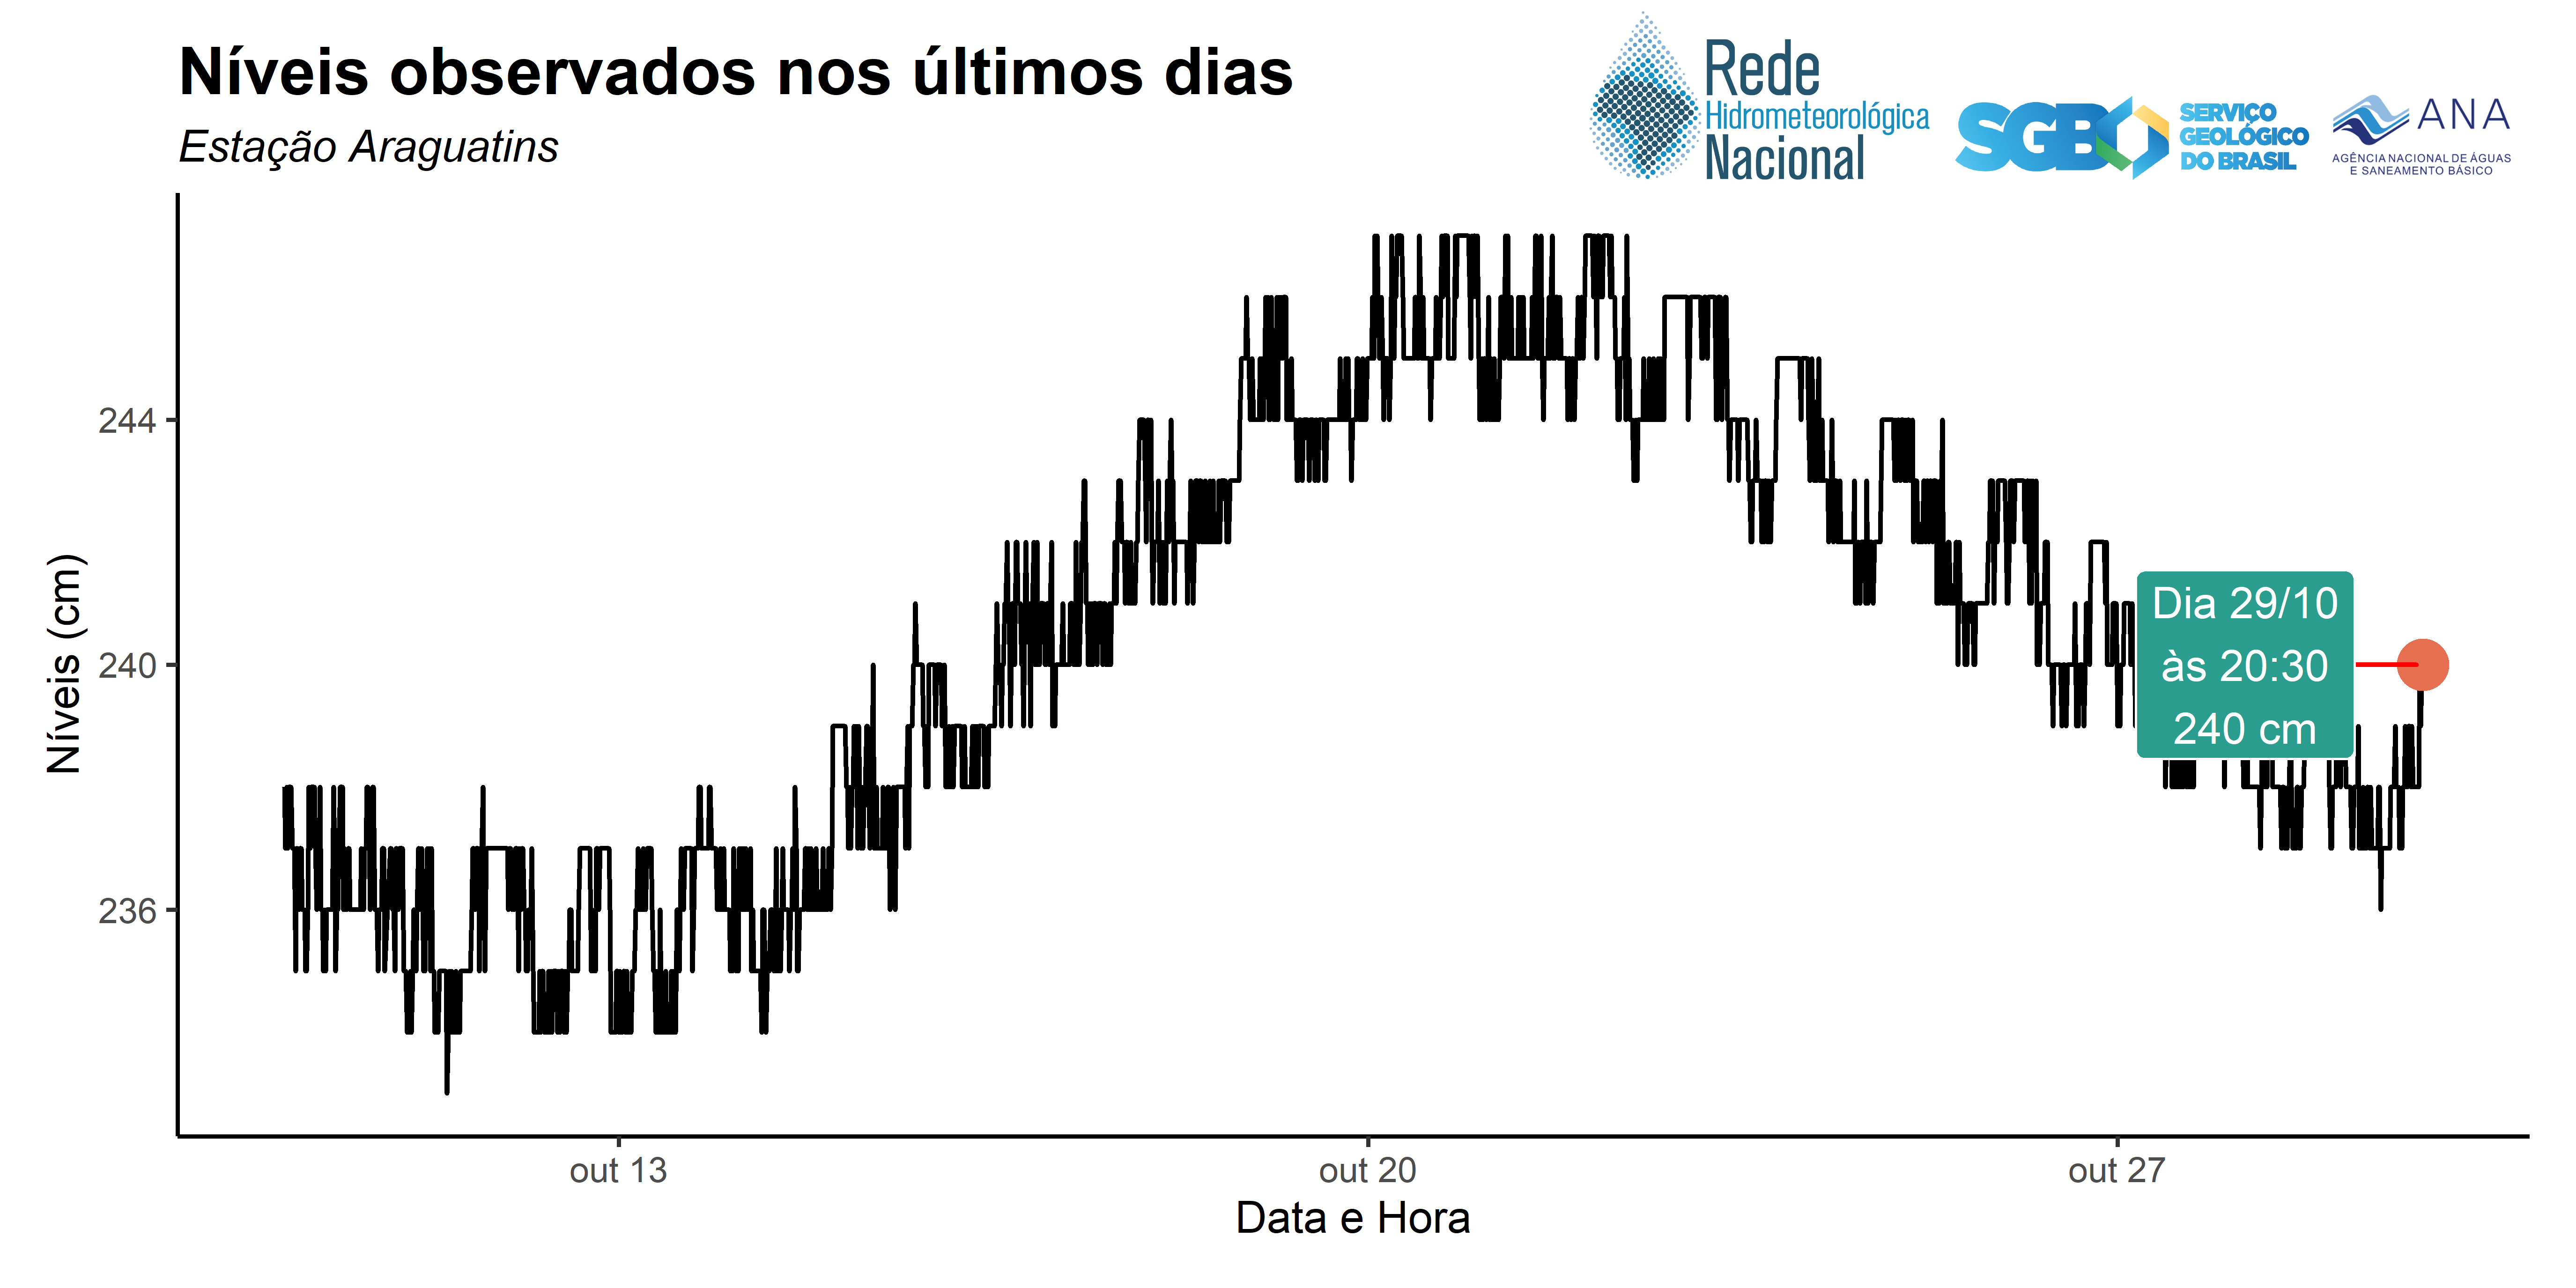 Níveis observados nos últimos dias
Estação Araguatins
Rede
Hidrometeorológica
Nacional
SGB
SERVIÇO
GEOLÓGICO
DO BRASIL
ANA
AGÊNCIA NACIONAL DE ÁGUAS
E SANEAMENTO BÁSICO
Níveis (cm)
244
240
236
Dia 29/10
às 20:30
240 cm
out 13
out 20
out 27
Data e Hora